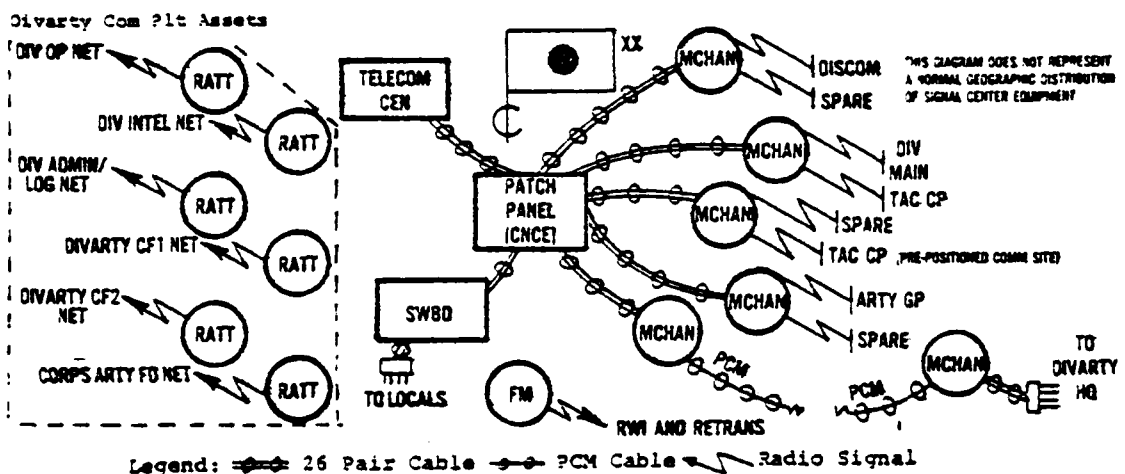 Divarty Com Plt Assets
DIV OP NET
RATT
DIV INTEL NET
RATT
DIV ADMIN/
LOG NET
RATT
DIVARTY CF1 NET
RATT
DIVARTY CF2
NET
RATT
CORPS ARTY FD NET
RATT
TELECOM
CEN
XX
PATCH
PANEL
(CNCE)
SWBD
TO LOCALS
FM
RWI AND RETRANS
MCHAN
DISCOM
SPARE
THIS DIAGRAM DOES NOT REPRESENT
A NORMAL GEOGRAPHIC DISTRIBUTION
OF SIGNAL CENTER EQUIPMENT
MCHAN
DIV
MAIN
TAC CP
MCHAN
SPARE
TAC CP (PRE-POSITIONED COMM SITE)
MCHAN
ARTY GP
SPARE
MCHAN
PCM
PCM
MCHAN
TO
DIVARTY
HQ
Legend: 26 Pair Cable PCM Cable Radio Signal